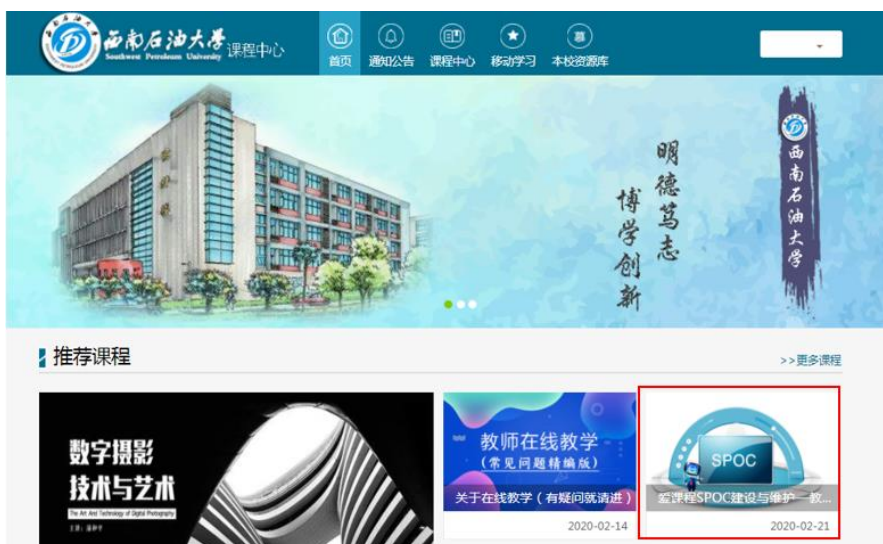 西南石油大学
Southwest Petroleum University
课程中心
首页
通知公告
课程中心
移动学习
本校资源库
明德笃志
博学创新
西南石油大学
推荐课程
>>更多课程
数字摄影
技术与艺术
The Art And Technology of Digital Photography
教师在线教学
(常见问题精编版)
关于在线教学(有疑问就请进)
2020-02-14
SPOC
爱课程SPOC建设与维护—教...
2020-02-21